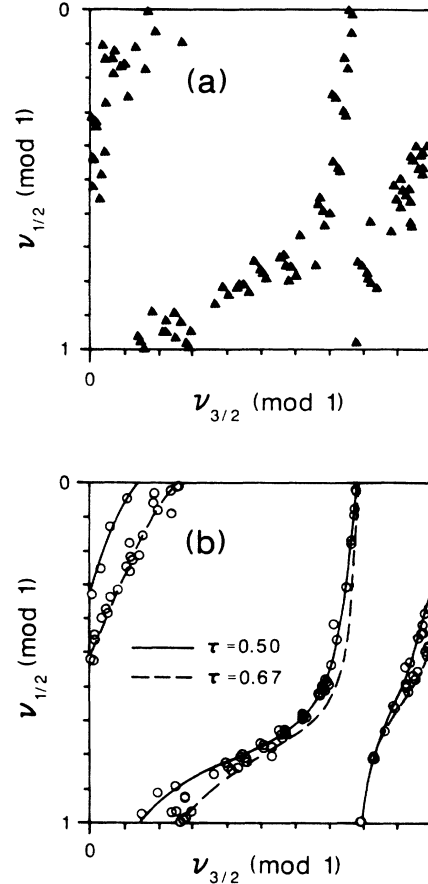 0
(a)
ν1/2 (mod 1)
1
0
ν3/2 (mod 1)
0
(b)
τ =0.50
τ =0.67
ν1/2 (mod 1)
1
0
ν3/2 (mod 1)